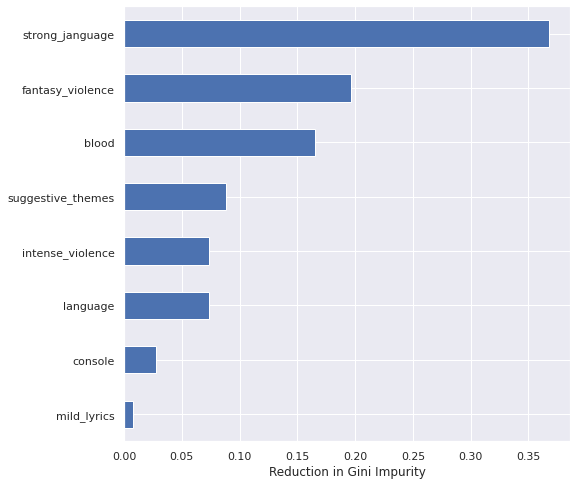 strong_janguage
fantasy_violence
blood
suggestive_themes
intense_violence
language
console
mild_lyrics
0.00 0.05 0.10 0.15 0.20 0.25 0.30 0.35
Reduction in Gini Impurity